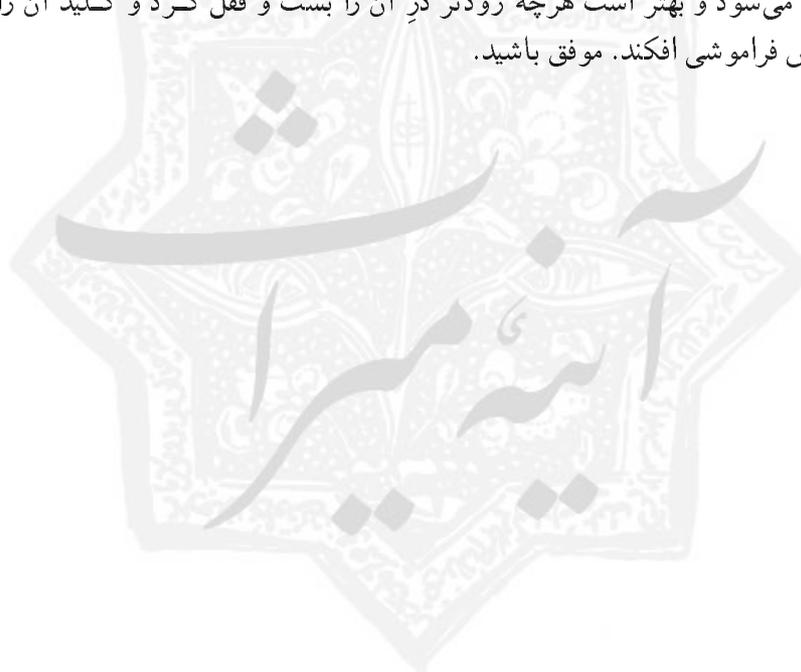 می‌شود و بهتر است هرچه زودتر درِ آن را بست و قفل کرد و کلید آن را
فراموشی افکند. موفق باشید.
آینهٔ میراث